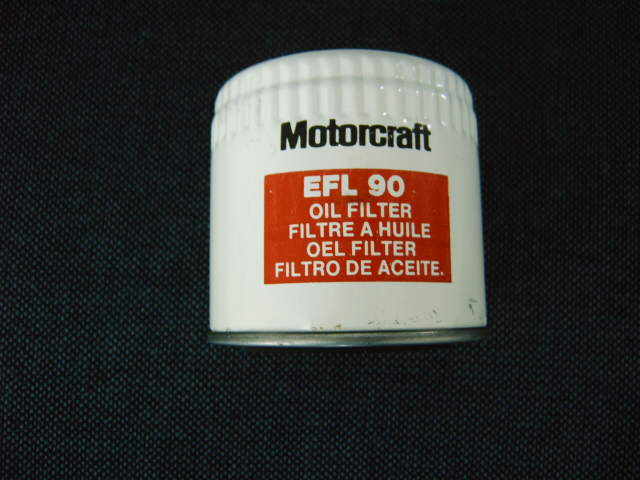 Motorcraft
EFL 90
OIL FILTER
FILTRE A HUILE
OEL FILTER
FILTRO DE ACEITE.